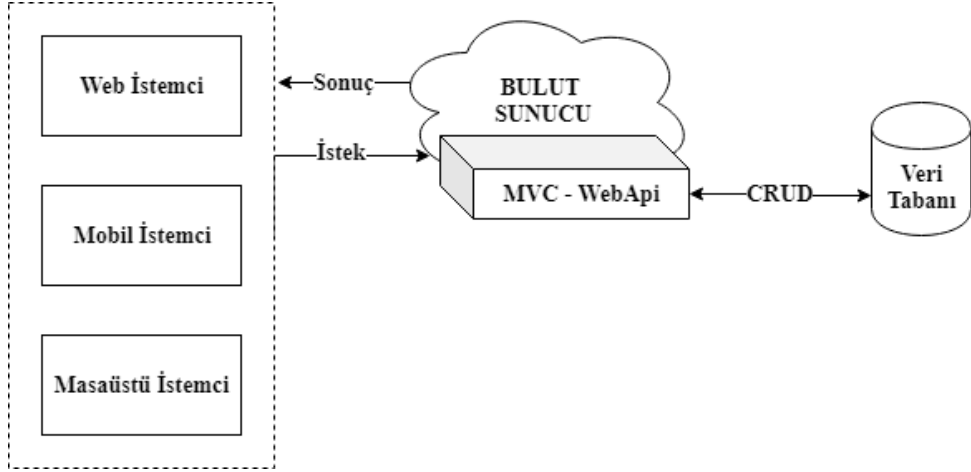 Web İstemci
Mobil İstemci
Masaüstü İstemci
Sonuç
İstek
BULUT
SUNUCU
MVC - WebApi
CRUD
Veri
Tabanı